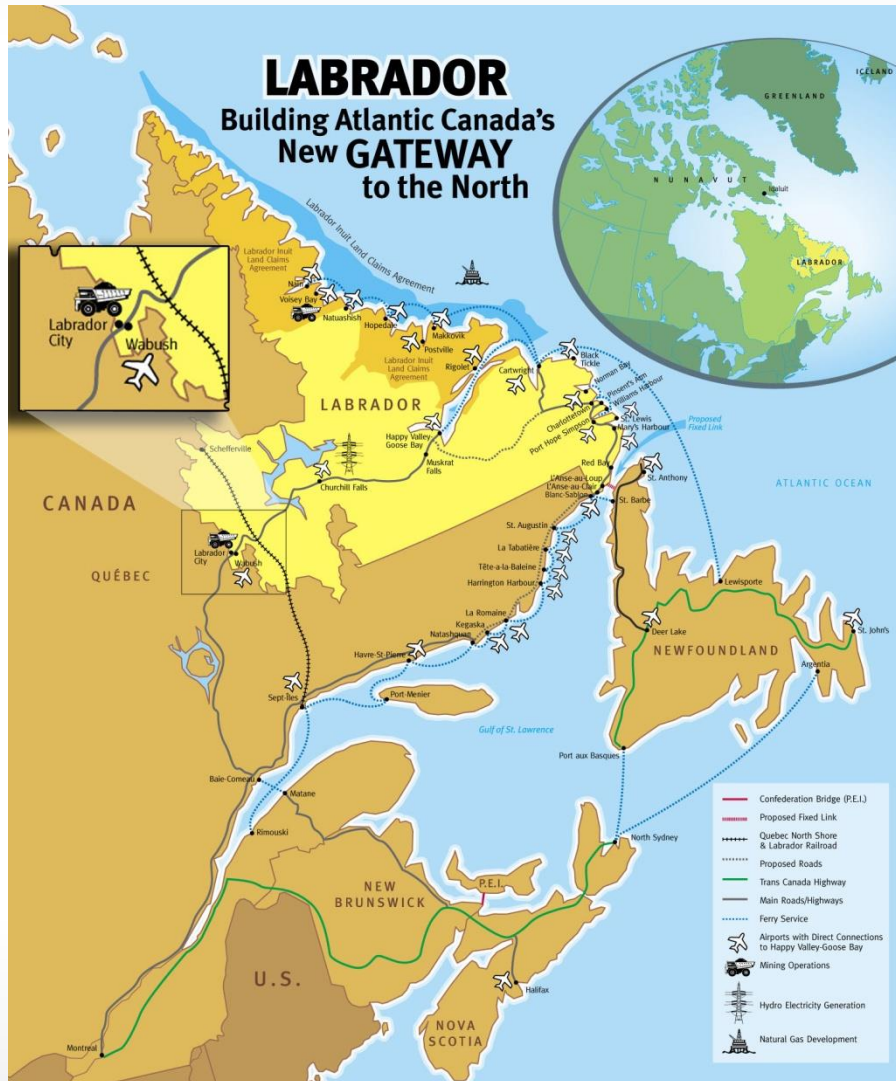 LABRADOR
Building Atlantic Canada's
New GATEWAY
to the North
ICELAND
GREENLAND
NUNAVUT
Iqaluit
LABRADOR
Labrador Inuit Land Claims Agreement
Labrador Inuit
Land Claims
Agreement
Nain
Voisey Bay
Natuashish
Hopedale
Makkovik
Postville
Labrador Inuit
Land Claims
Agreement
Rigolet
Cartwright
Black
Tickle
Norman Bay
Pinsent's Arm
Williams Harbour
Charlottetown
Port Hope Simpson
St. Lewis
Mary's Harbour
Proposed
Fixed Link
Labrador
City
Wabush
LABRADOR
Happy Valley-
Goose Bay
Muskrat
Falls
Churchill Falls
Schefferville
Red Bay
L'Anse-au-Loup
L'Anse-au-Clair
Blanc-Sablon
St. Barbe
St. Anthony
CANADA
ATLANTIC OCEAN
QUÉBEC
Labrador
City
Wabush
St. Augustin
La Tabatière
Tête-a-la-Baleine
Harrington Harbour
La Romaine
Kegaska
Natashquan
Havre-St-Pierre
Sept-Îles
Port-Menier
Lewisporte
Deer Lake
St. John's
NEWFOUNDLAND
Argentia
Gulf of St. Lawrence
Port aux Basques
Baie-Comeau
Matane
Rimouski
North Sydney
P.E.I.
NEW
BRUNSWICK
U.S.
Halifax
NOVA
SCOTIA
Montreal
Confederation Bridge (P.E.I.)
Proposed Fixed Link
Quebec North Shore
& Labrador Railroad
Proposed Roads
Trans Canada Highway
Main Roads/Highways
Ferry Service
Airports with Direct Connections
to Happy Valley-Goose Bay
Mining Operations
Hydro Electricity Generation
Natural Gas Development